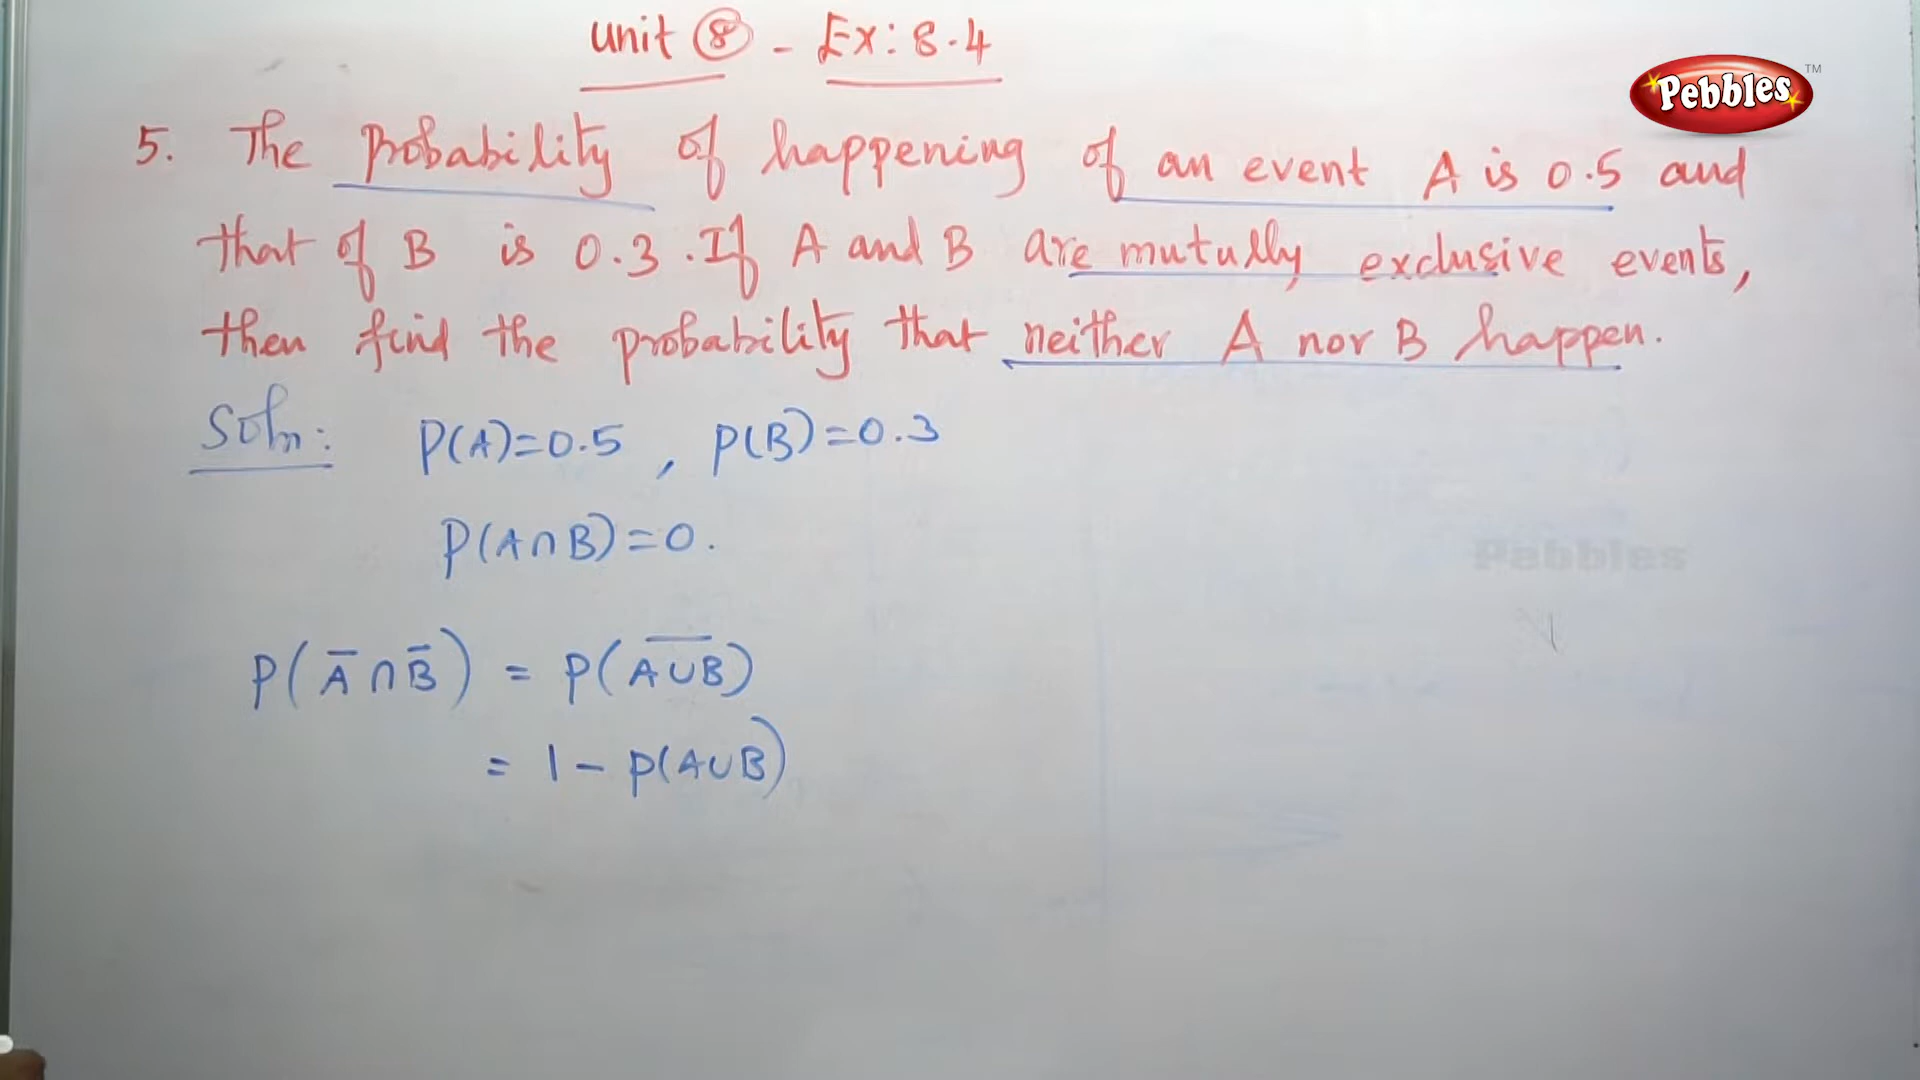 Unit ⑧ - Ex: 8.4
Pebbles ™
5. The Probability of happening of an event A is 0.5 and
that of B is 0.3. If A and B are mutully exclusive events,
then find the probability that neither A nor B happen.
Soln: P(A)=0.5, P(B)=0.3
P(A∩B)=0.
Pebbles
P(A̅∩B̅) = P(A̅∪̅B̅)
= 1 - P(A∪B)